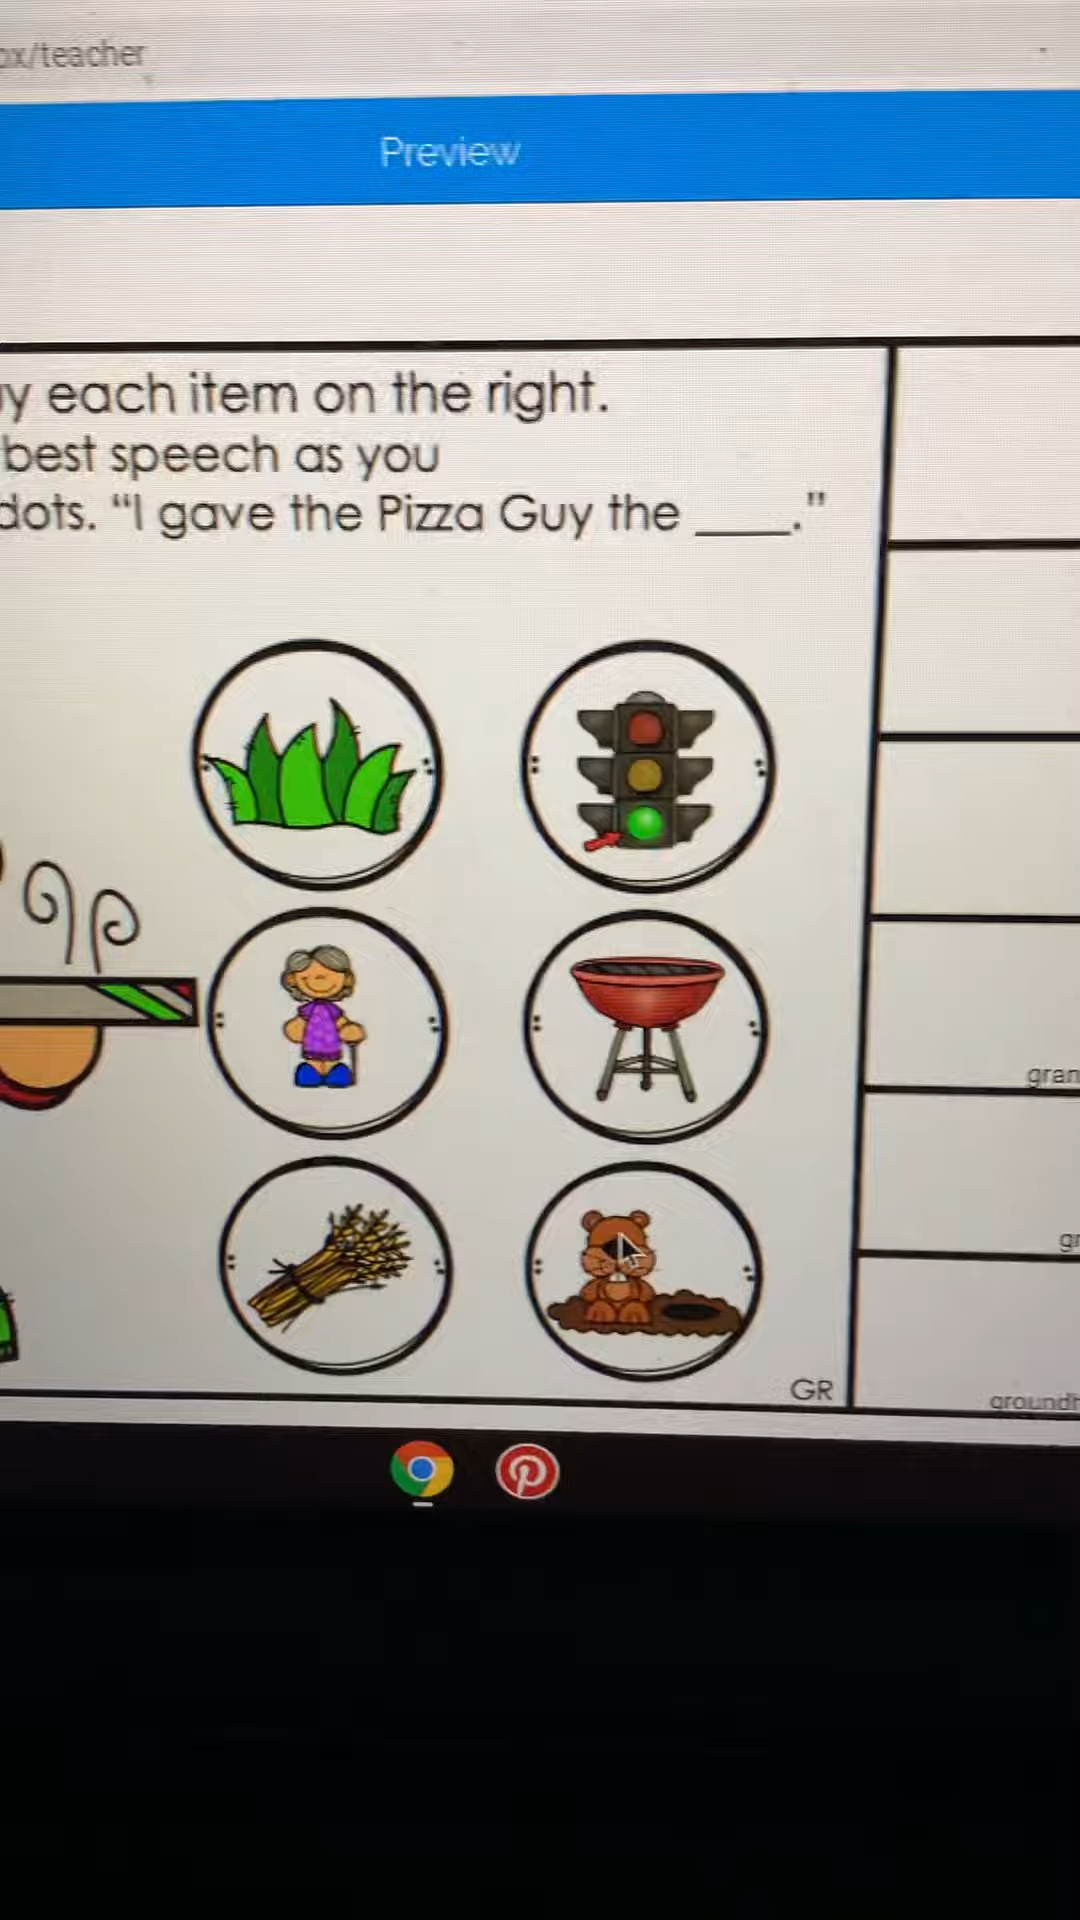 ox/teacher
Preview
y each item on the right.
best speech as you
dots. “I gave the Pizza Guy the ____."
gran
gr
GR
groundh